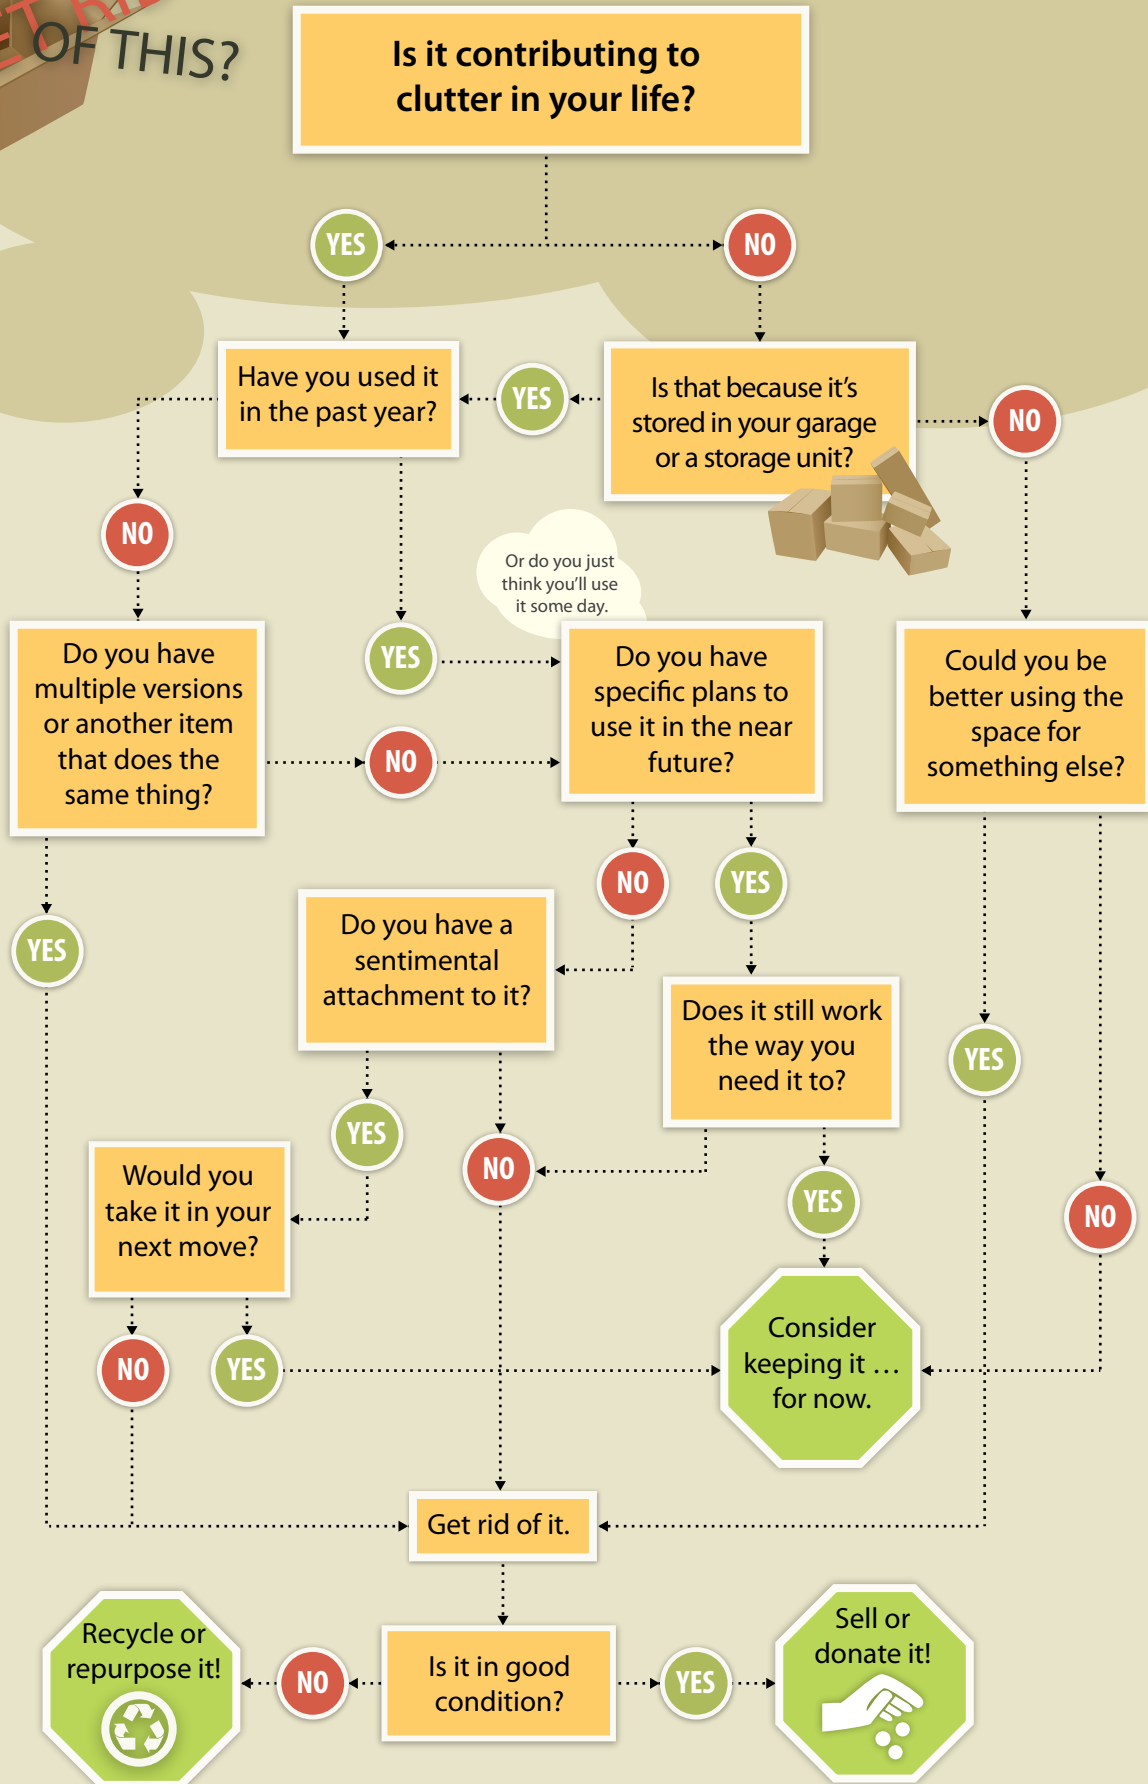 OF THIS?
Is it contributing to
clutter in your life?
YES
NO
Have you used it
in the past year?
YES
Is that because it's
stored in your garage
or a storage unit?
NO
NO
Or do you just
think you'll use
it some day.
Do you have
multiple versions
or another item
that does the
same thing?
YES
NO
Do you have
specific plans to
use it in the near
future?
Could you be
better using the
space for
something else?
NO
YES
YES
Do you have a
sentimental
attachment to it?
Does it still work
the way you
need it to?
YES
YES
NO
Would you
take it in your
next move?
YES
NO
NO
YES
Consider
keeping it ...
for now.
Get rid of it.
Recycle or
repurpose it!
NO
Is it in good
condition?
YES
Sell or
donate it!